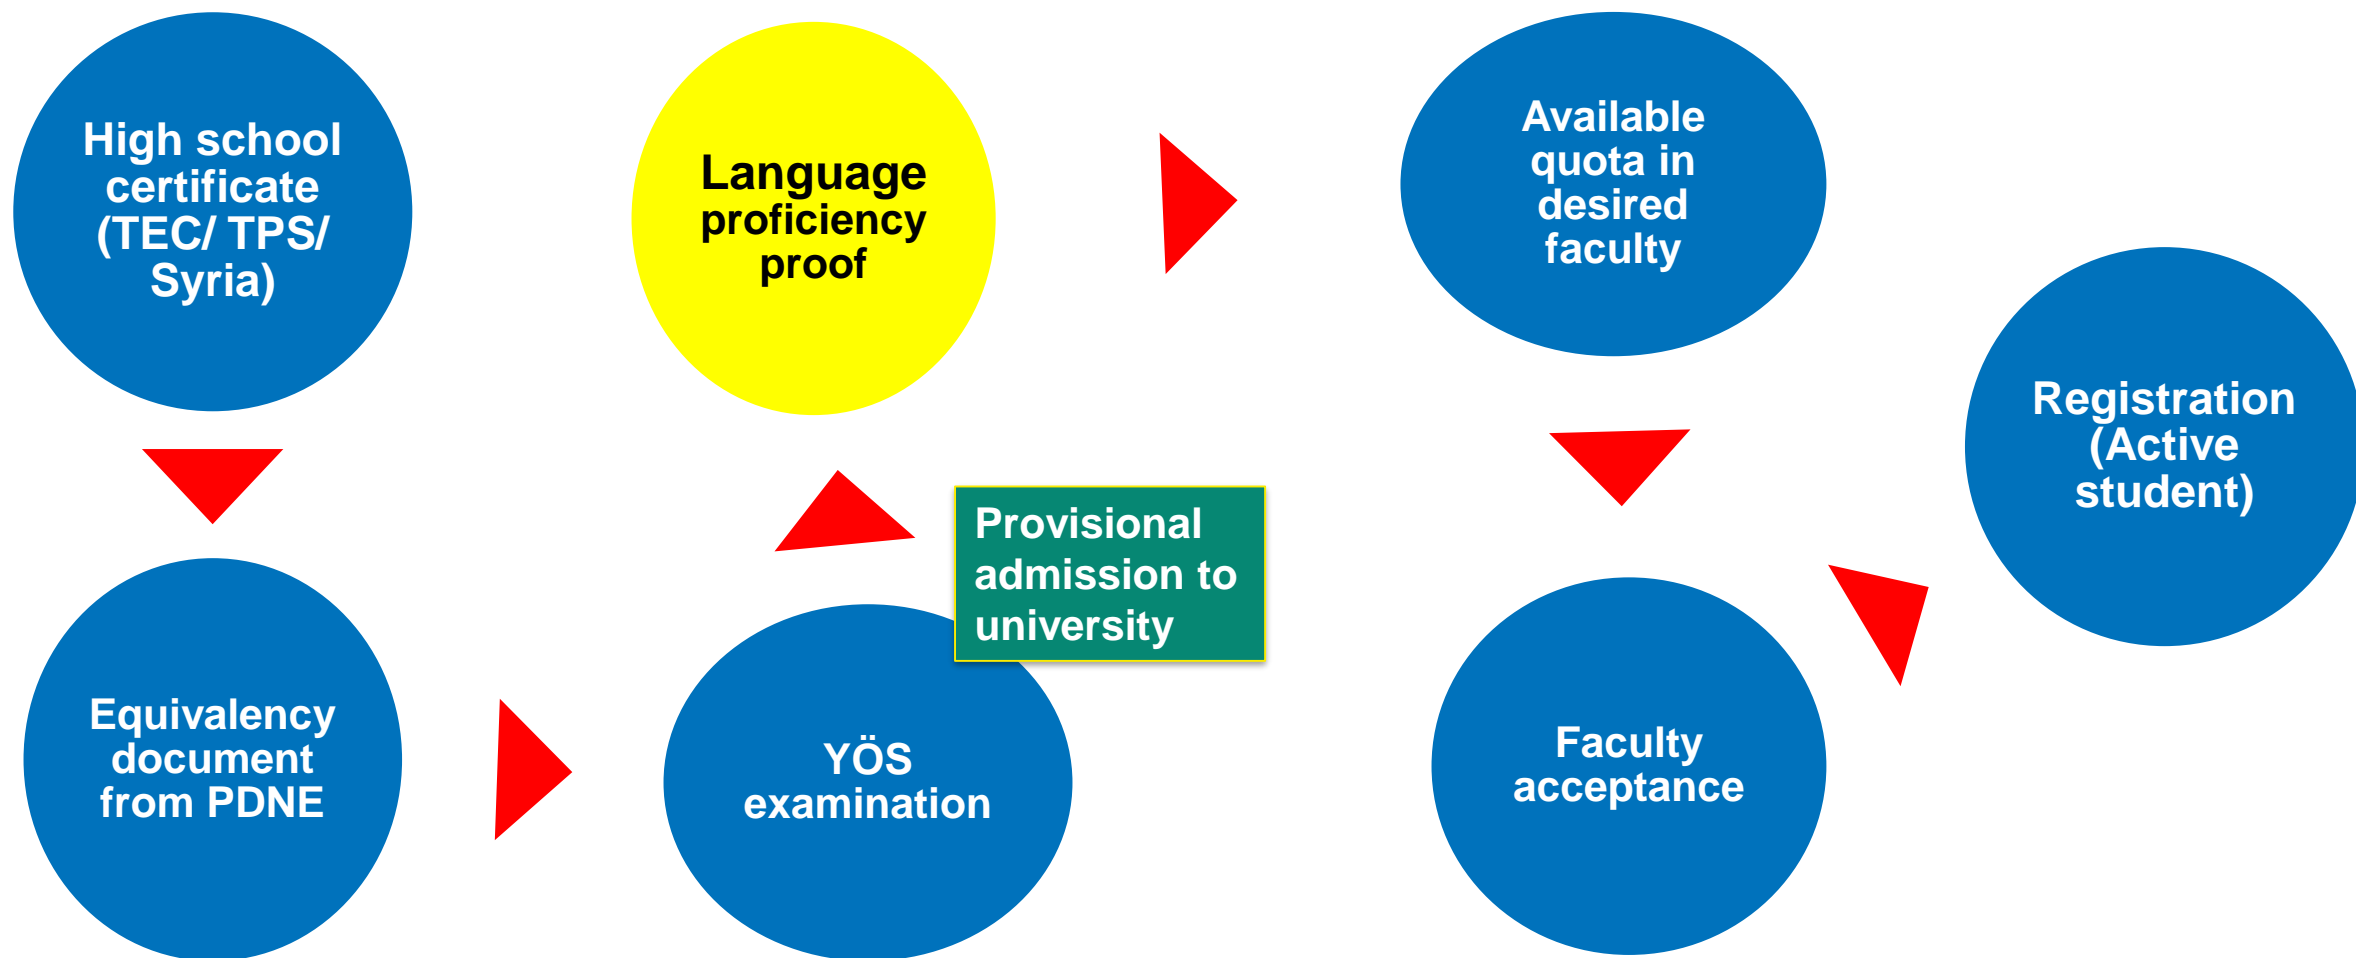 High school
certificate
(TEC/ TPS/
Syria)
Equivalency
document
from PDNE
YÖS
examination
Provisional
admission to
university
Language
proficiency
proof
Available
quota in
desired
faculty
Faculty
acceptance
Registration
(Active
student)